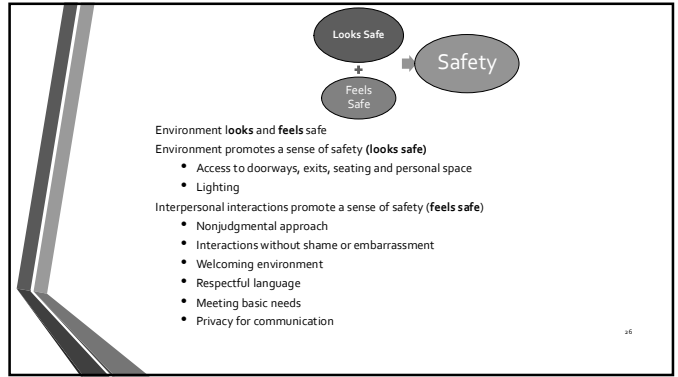 Looks Safe
+
Feels
Safe
Safety
Environment looks and feels safe
Environment promotes a sense of safety (looks safe)
• Access to doorways, exits, seating and personal space
• Lighting
Interpersonal interactions promote a sense of safety (feels safe)
• Nonjudgmental approach
• Interactions without shame or embarrassment
• Welcoming environment
• Respectful language
• Meeting basic needs
• Privacy for communication
26